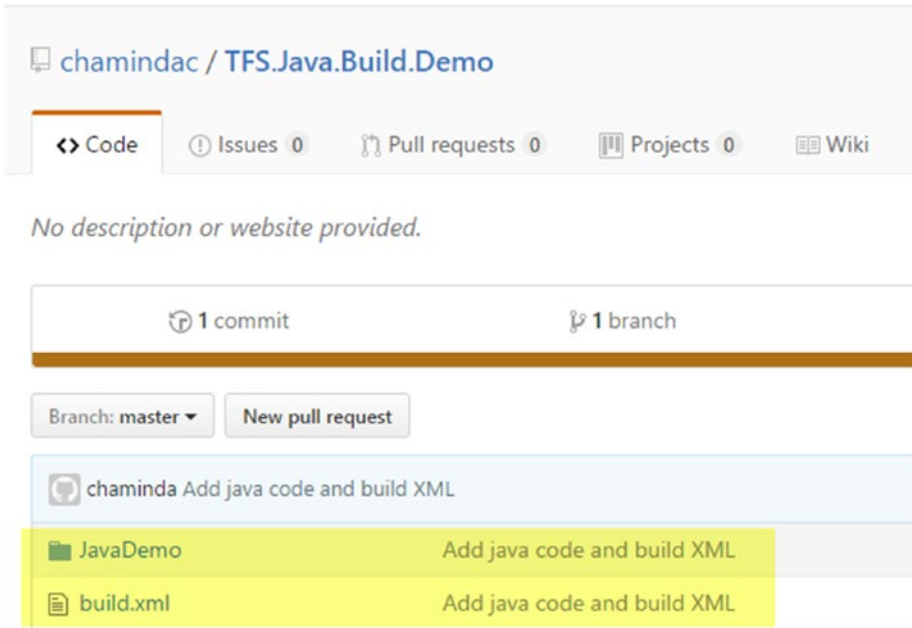 chamindac / TFS.Java.Build.Demo
<> Code Issues 0 Pull requests 0 Projects 0 Wiki
No description or website provided.
1 commit 1 branch
Branch: master New pull request
chaminda Add java code and build XML
JavaDemo Add java code and build XML
build.xml Add java code and build XML